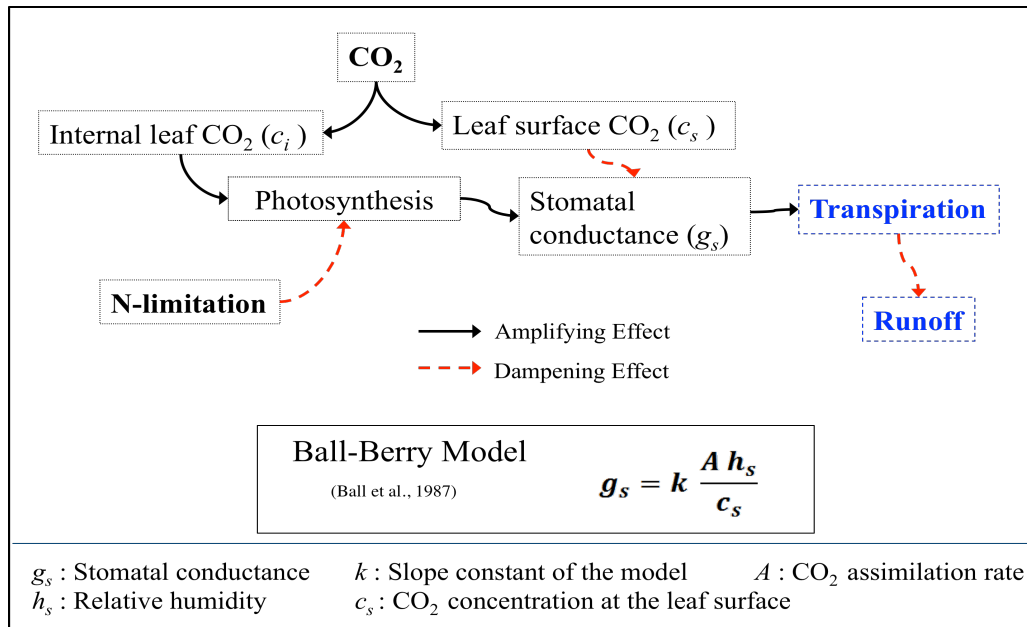 CO₂
Internal leaf CO₂ (cᵢ)
Leaf surface CO₂ (cₛ )
Photosynthesis
Stomatal
conductance (gₛ)
Transpiration
N-limitation
Runoff
Amplifying Effect
Dampening Effect
Ball-Berry Model
(Ball et al., 1987)
gₛ = k A hₛ / cₛ
gₛ : Stomatal conductance k : Slope constant of the model A : CO₂ assimilation rate
hₛ : Relative humidity cₛ : CO₂ concentration at the leaf surface